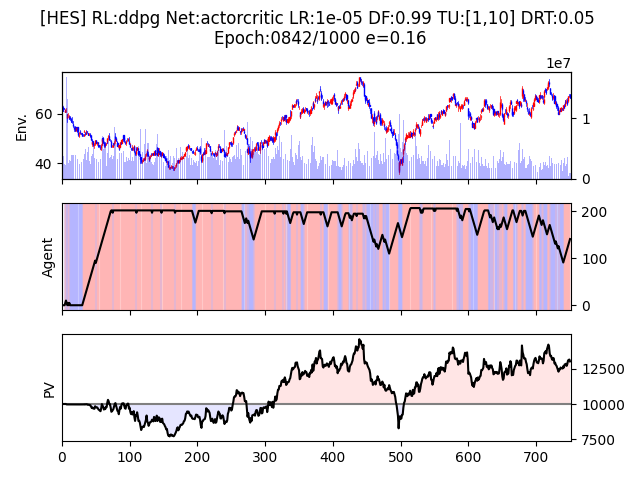 [HES] RL:ddpg Net:actorcritic LR:1e-05 DF:0.99 TU:[1,10] DRT:0.05
Epoch:0842/1000 e=0.16
1e7
Env.
60
40
1
0
Agent
200
100
0
PV
12500
10000
7500
0 100 200 300 400 500 600 700